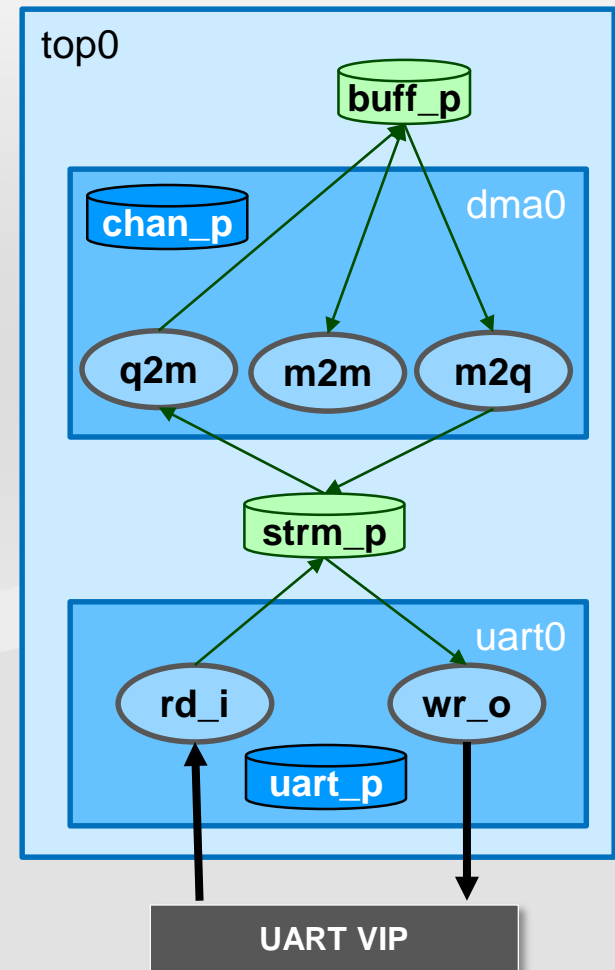 top0
buff_p
chan_p
dma0
q2m
m2m
m2q
strm_p
uart0
rd_i
wr_o
uart_p
UART VIP